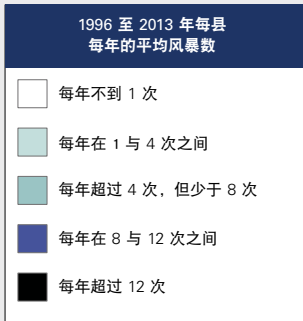 1996 至 2013 年每县
每年的平均风暴数
每年不到 1 次
每年在 1 与 4 次之间
每年超过 4 次，但少于 8 次
每年在 8 与 12 次之间
每年超过 12 次